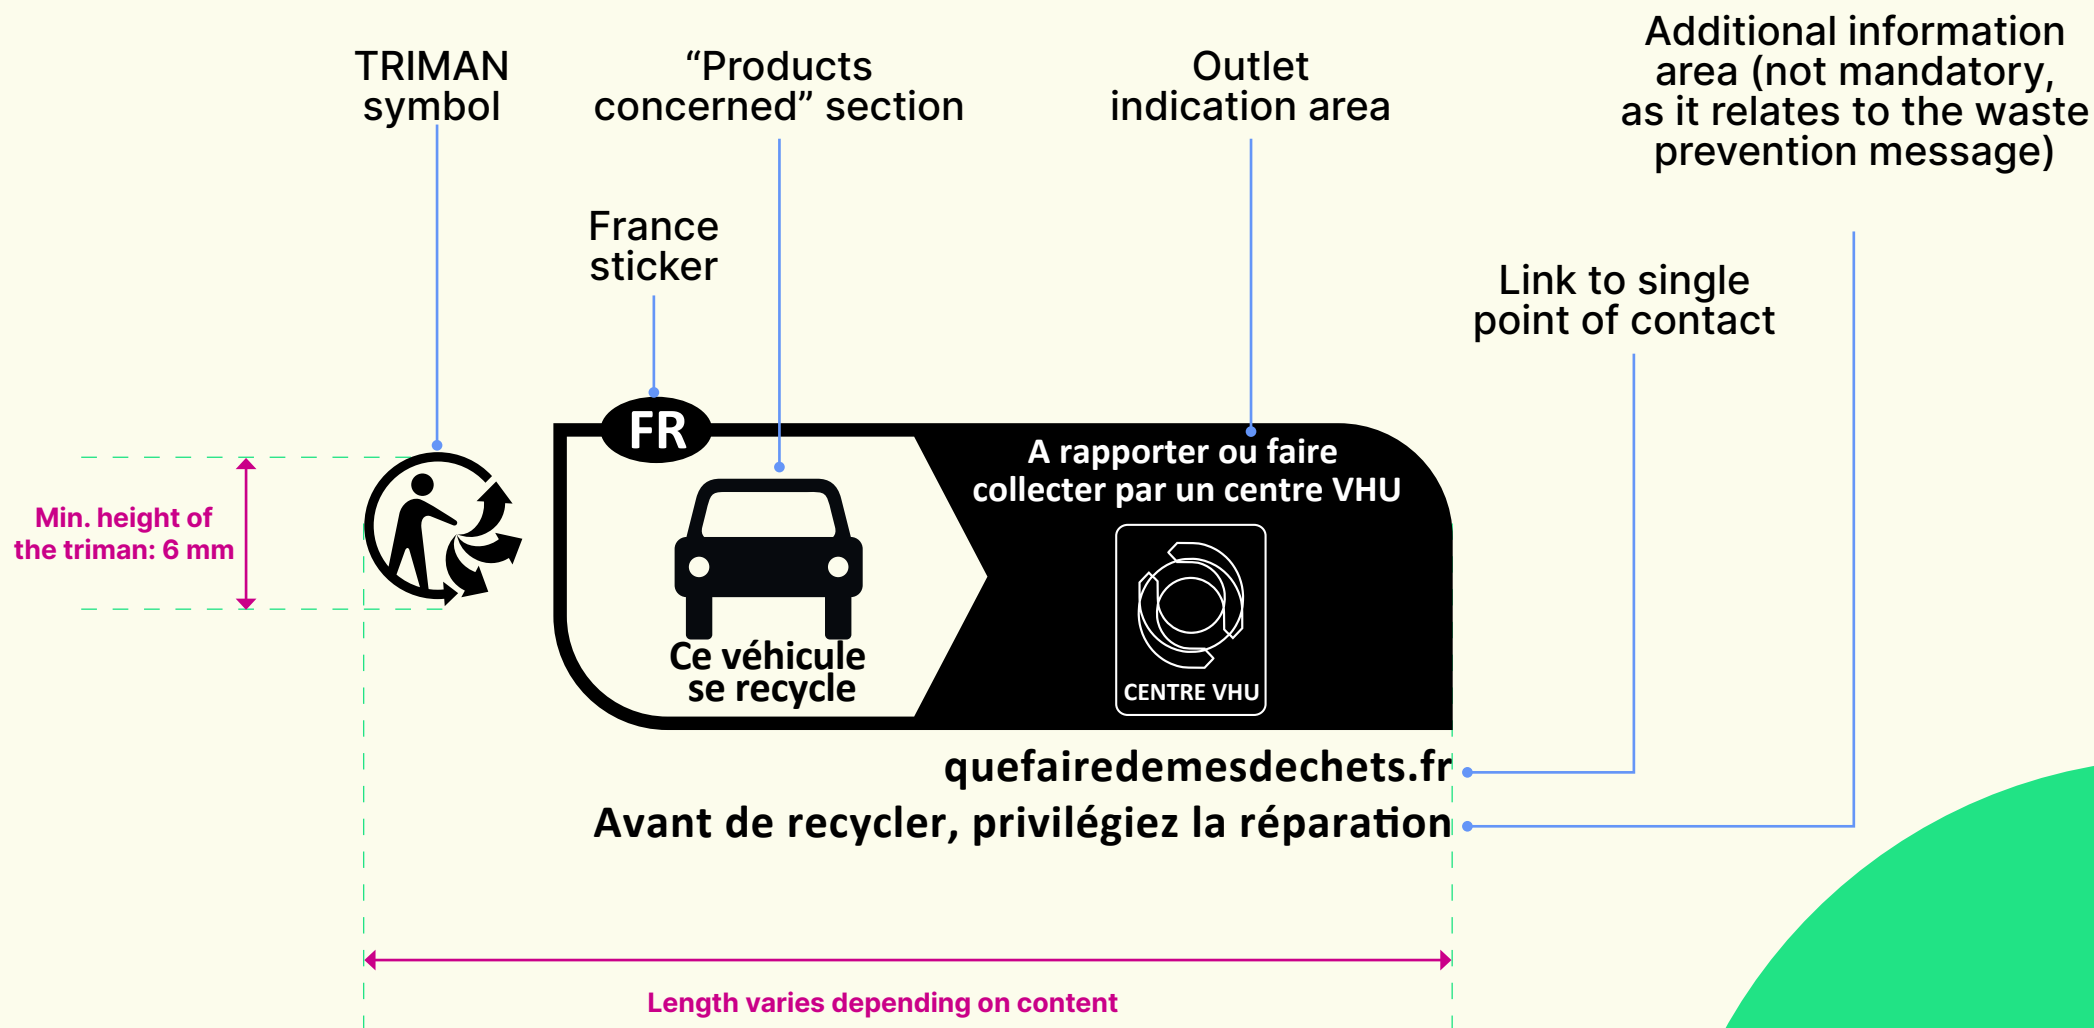 TRIMAN
symbol
“Products
concerned” section
Outlet
indication area
Additional information
area (not mandatory,
as it relates to the waste
prevention message)
France
sticker
Link to single
point of contact
FR
Min. height of
the triman: 6 mm
A rapporter ou faire
collecter par un centre VHU
Ce véhicule
se recycle
CENTRE VHU
quefairedemesdechets.fr
Avant de recycler, privilégiez la réparation
Length varies depending on content